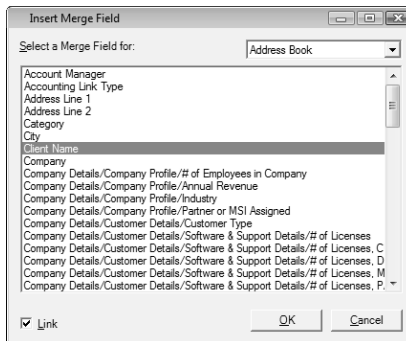 Insert Merge Field
Select a Merge Field for:
Address Book
Account Manager
Accounting Link Type
Address Line 1
Address Line 2
Category
City
Client Name
Company
Company Details/Company Profile/# of Employees in Company
Company Details/Company Profile/Annual Revenue
Company Details/Company Profile/Industry
Company Details/Company Profile/Partner or MSI Assigned
Company Details/Customer Details/Customer Type
Company Details/Customer Details/Software & Support Details/# of Licenses
Company Details/Customer Details/Software & Support Details/# of Licenses, C
Company Details/Customer Details/Software & Support Details/# of Licenses, D
Company Details/Customer Details/Software & Support Details/# of Licenses, M
Company Details/Customer Details/Software & Support Details/# of Licenses, P.
Link
OK
Cancel